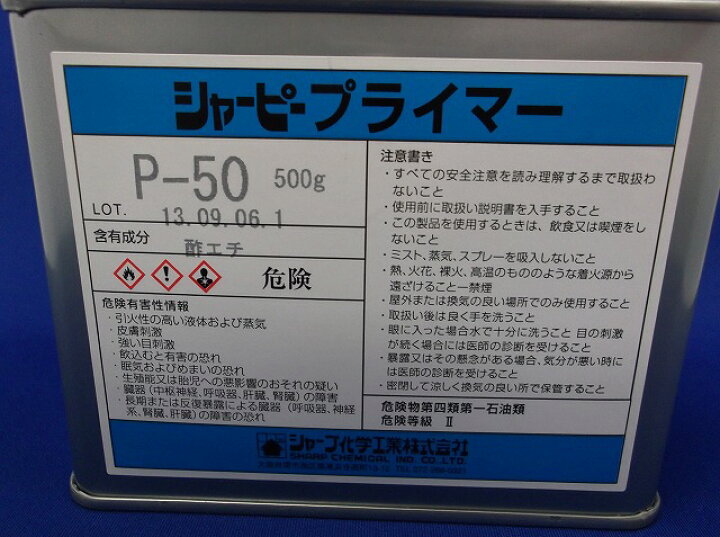 シャーピープライマー
P-50 500g
LOT. 13.09.06.1
含有成分
酢エチ
危険
危険有害性情報
・引火性の高い液体および蒸気
・皮膚刺激
・強い目刺激
・飲込むと有害の恐れ
・眠気およびめまいの恐れ
・生殖能又は胎児への悪影響のおそれの疑い
・臓器（中枢神経、呼吸器、肝臓、腎臓）の障害
・長期または反復暴露による臓器（呼吸器、神経
系、腎臓、肝臓）の障害の恐れ
注意書き
・すべての安全注意を読み理解するまで取扱わ
ないこと
・使用前に取扱い説明書を入手すること
・この製品を使用するときは、飲食又は喫煙をし
ないこと
・ミスト、蒸気、スプレーを吸入しないこと
・熱、火花、裸火、高温のもののような着火源から
遠ざけること－禁煙
・屋外または換気の良い場所でのみ使用すること
・取扱い後は良く手を洗うこと
・眼に入った場合水で十分に洗うこと 目の刺激
が続く場合には医師の診断を受けること
・暴露又はその懸念がある場合、気分が悪い時に
は医師の診断を受けること
・密閉して涼しく換気の良い所で保管すること
危険物第四類第一石油類
危険等級 Ⅱ
シャープ化学工業株式会社
SHARP CHEMICAL IND. CO.,LTD.